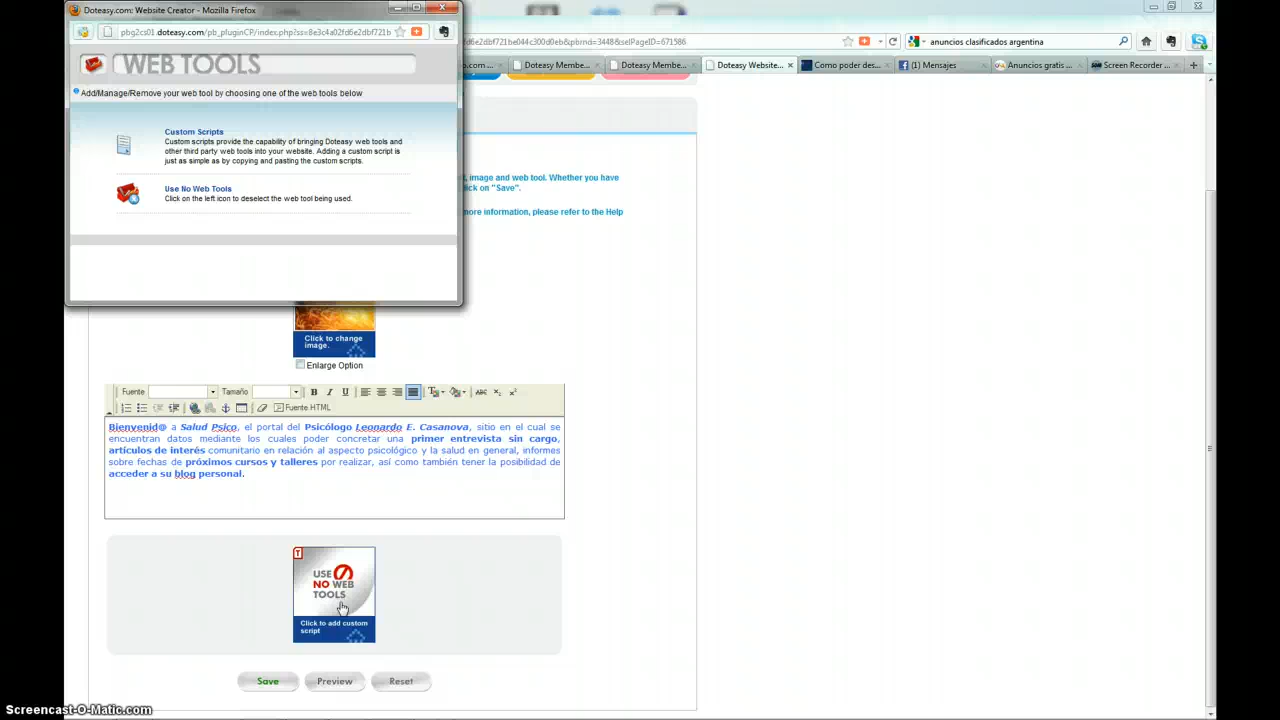 Doteasy.com: Website Creator - Mozilla Firefox
pbg2cs01.doteasy.com/pb_pluginCP/index.php?ss=8e3c4a02fd6e2dbf721b
fd6e2dbf721be044c300d0eb&pbrnd=3448&selPageID=671586
anuncios clasificados argentina
s.com ...
Doteasy Membe...
Doteasy Membe...
Doteasy Website...
Como poder des...
Mensajes
Anuncios gratis ...
Screen Recorder ...
WEB TOOLS
Add/Manage/Remove your web tool by choosing one of the web tools below
Custom Scripts
Custom scripts provide the capability of bringing Doteasy web tools and
other third party web tools into your website. Adding a custom script is
just as simple as by copying and pasting the custom scripts.
Use No Web Tools
Click on the left icon to deselect the web tool being used.
, image and web tool. Whether you have
lick on "Save".
more information, please refer to the Help
Click to change
image.
Enlarge Option
Fuente
Tamaño
B I U
ABC x₂ x²
Fuente HTML
Bienvenid@ a Salud Psico, el portal del Psicólogo Leonardo E. Casanova, sitio en el cual se
encuentran datos mediante los cuales poder concretar una primer entrevista sin cargo,
artículos de interés comunitario en relación al aspecto psicológico y la salud en general, informes
sobre fechas de próximos cursos y talleres por realizar, así como también tener la posibilidad de
acceder a su blog personal.
USE
NO WEB
TOOLS
Click to add custom
script
Save
Preview
Reset
Screencast-O-Matic.com